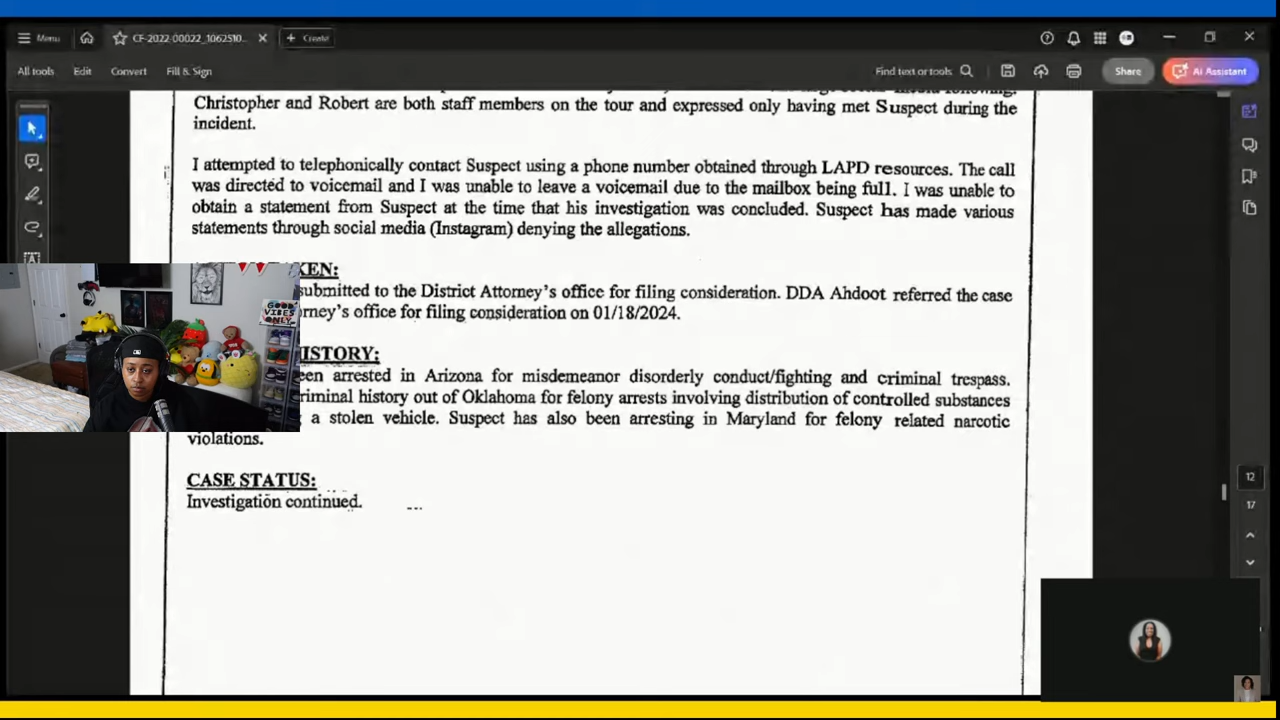 Menu
CF-2022-00022_1062510...
Create
All tools
Edit
Convert
Fill & Sign
Find text or tools
Share
AI Assistant
Christopher and Robert are both staff members on the tour and expressed only having met Suspect during the
incident.
I attempted to telephonically contact Suspect using a phone number obtained through LAPD resources. The call
was directed to voicemail and I was unable to leave a voicemail due to the mailbox being full. I was unable to
obtain a statement from Suspect at the time that his investigation was concluded. Suspect has made various
statements through social media (Instagram) denying the allegations.
KEN:
submitted to the District Attorney's office for filing consideration. DDA Ahdoot referred the case
orney's office for filing consideration on 01/18/2024.
ISTORY:
een arrested in Arizona for misdemeanor disorderly conduct/fighting and criminal trespass.
riminal history out of Oklahoma for felony arrests involving distribution of controlled substances
a stolen vehicle. Suspect has also been arresting in Maryland for felony related narcotic
violations.
CASE STATUS:
Investigation continued.
GOOD
VIBES
ONLY
12
17